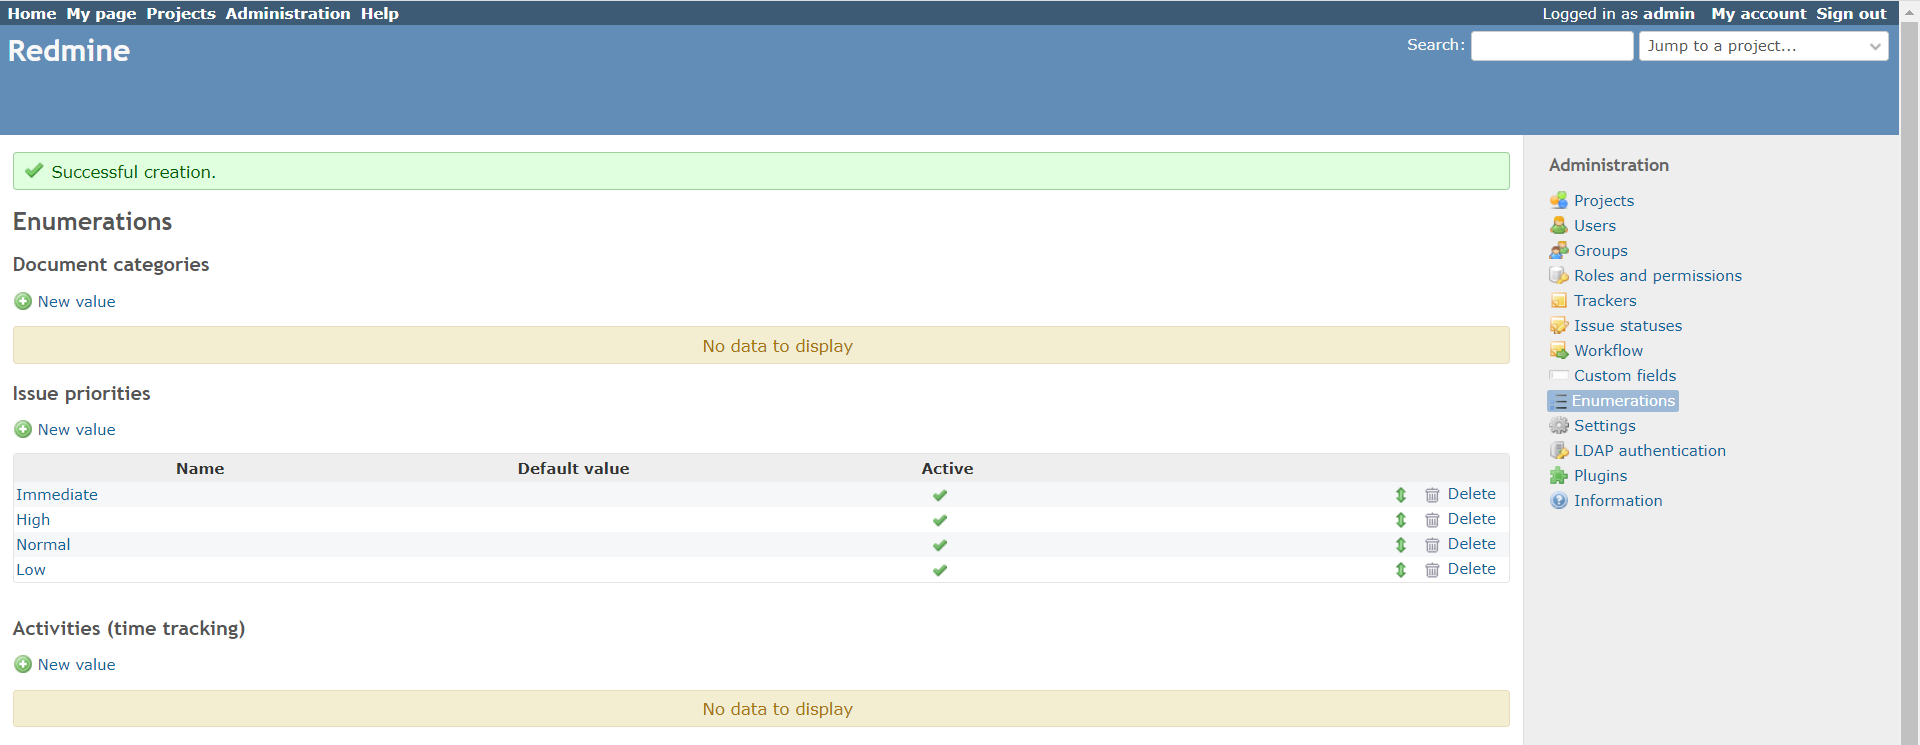 Home My page Projects Administration Help
Logged in as admin My account Sign out
Redmine
Search: Jump to a project...
Successful creation.
Enumerations
Document categories
New value
No data to display
Issue priorities
New value
Name Default value Active
Immediate Delete
High Delete
Normal Delete
Low Delete
Activities (time tracking)
New value
No data to display
Administration
Projects
Users
Groups
Roles and permissions
Trackers
Issue statuses
Workflow
Custom fields
Enumerations
Settings
LDAP authentication
Plugins
Information